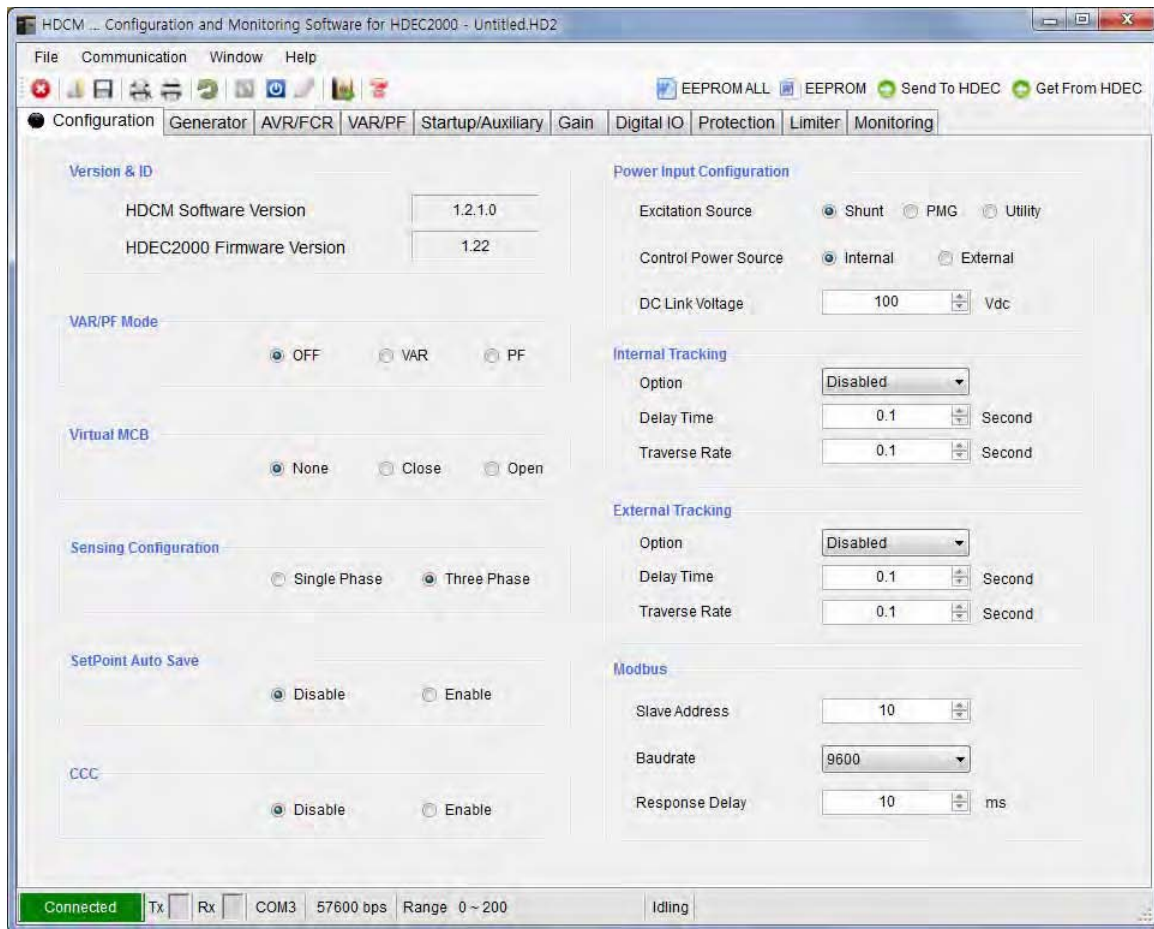 HDCM ... Configuration and Monitoring Software for HDEC2000 - Untitled.HD2
File Communication Window Help
EEPROM ALL EEPROM Send To HDEC Get From HDEC
Configuration Generator AVR/FCR VAR/PF Startup/Auxiliary Gain Digital IO Protection Limiter Monitoring
Version & ID
HDCM Software Version 1.2.1.0
HDEC2000 Firmware Version 1.22
VAR/PF Mode
OFF VAR PF
Virtual MCB
None Close Open
Sensing Configuration
Single Phase Three Phase
SetPoint Auto Save
Disable Enable
CCC
Disable Enable
Power Input Configuration
Excitation Source Shunt PMG Utility
Control Power Source Internal External
DC Link Voltage 100 Vdc
Internal Tracking
Option Disabled
Delay Time 0.1 Second
Traverse Rate 0.1 Second
External Tracking
Option Disabled
Delay Time 0.1 Second
Traverse Rate 0.1 Second
Modbus
Slave Address 10
Baudrate 9600
Response Delay 10 ms
Connected Tx Rx COM3 57600 bps Range 0 ~ 200 Idling